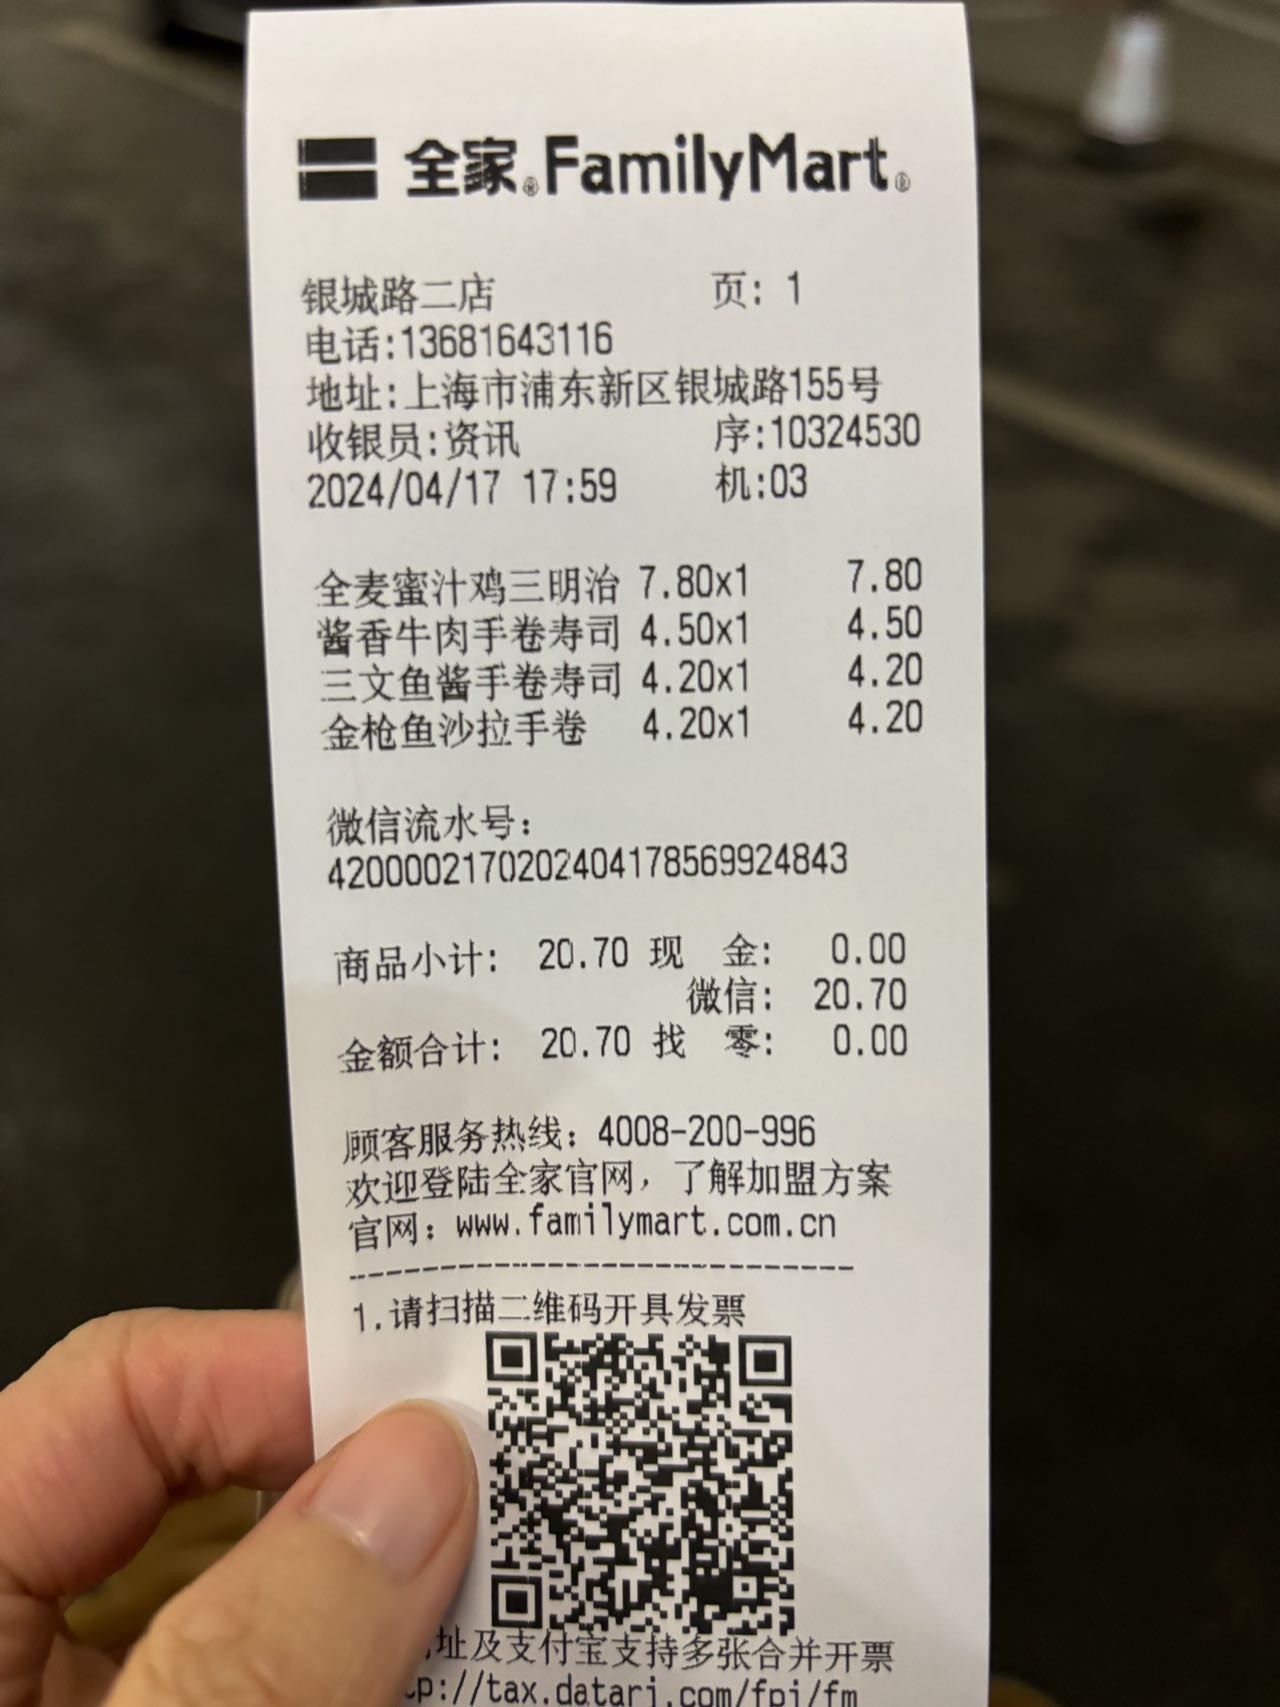 全家®FamilyMart®
银城路二店 页: 1
电话:13681643116
地址:上海市浦东新区银城路155号
收银员:资讯 序:10324530
2024/04/17 17:59 机:03
全麦蜜汁鸡三明治 7.80x1 7.80
酱香牛肉手卷寿司 4.50x1 4.50
三文鱼酱手卷寿司 4.20x1 4.20
金枪鱼沙拉手卷 4.20x1 4.20
微信流水号:
4200002170202404178569924843
商品小计: 20.70 现 金: 0.00
微信: 20.70
金额合计: 20.70 找 零: 0.00
顾客服务热线: 4008-200-996
欢迎登陆全家官网, 了解加盟方案
官网: www.familymart.com.cn
1.请扫描二维码开具发票
址及支付宝支持多张合并开票
p://tax.datarj.com/fpj/fm